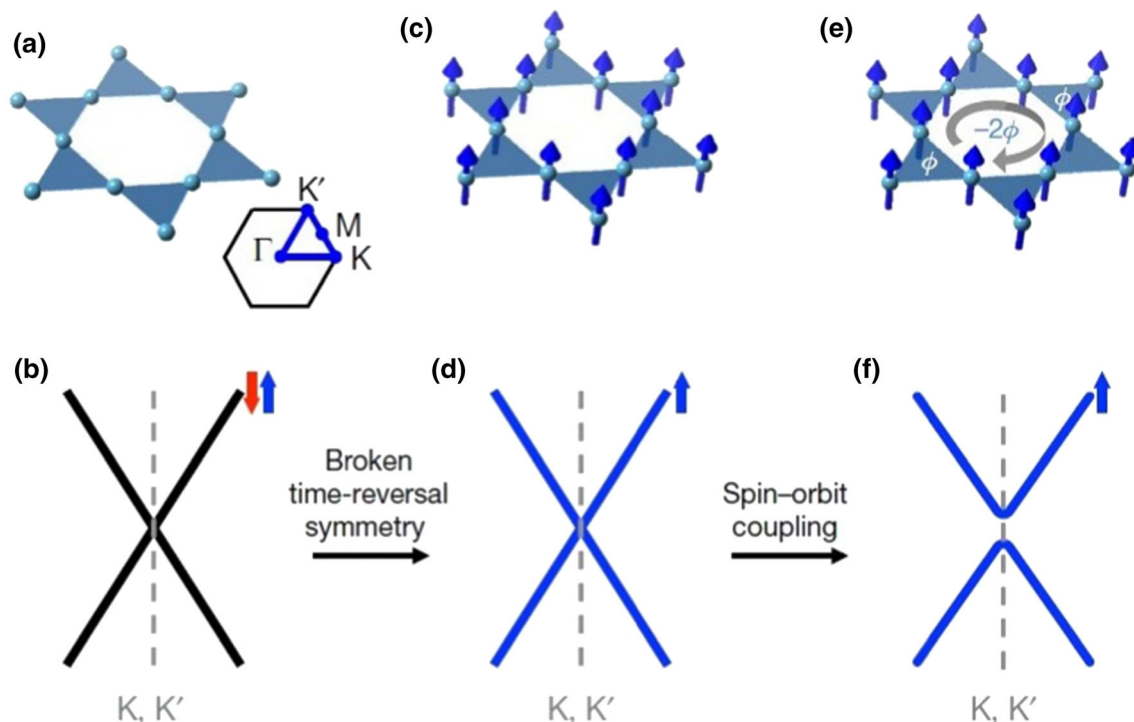 (a)
(c)
(e)
K′
M
Γ
K
ϕ
−2ϕ
ϕ
(b)
(d)
(f)
Broken
time-reversal
symmetry
Spin–orbit
coupling
K, K′
K, K′
K, K′